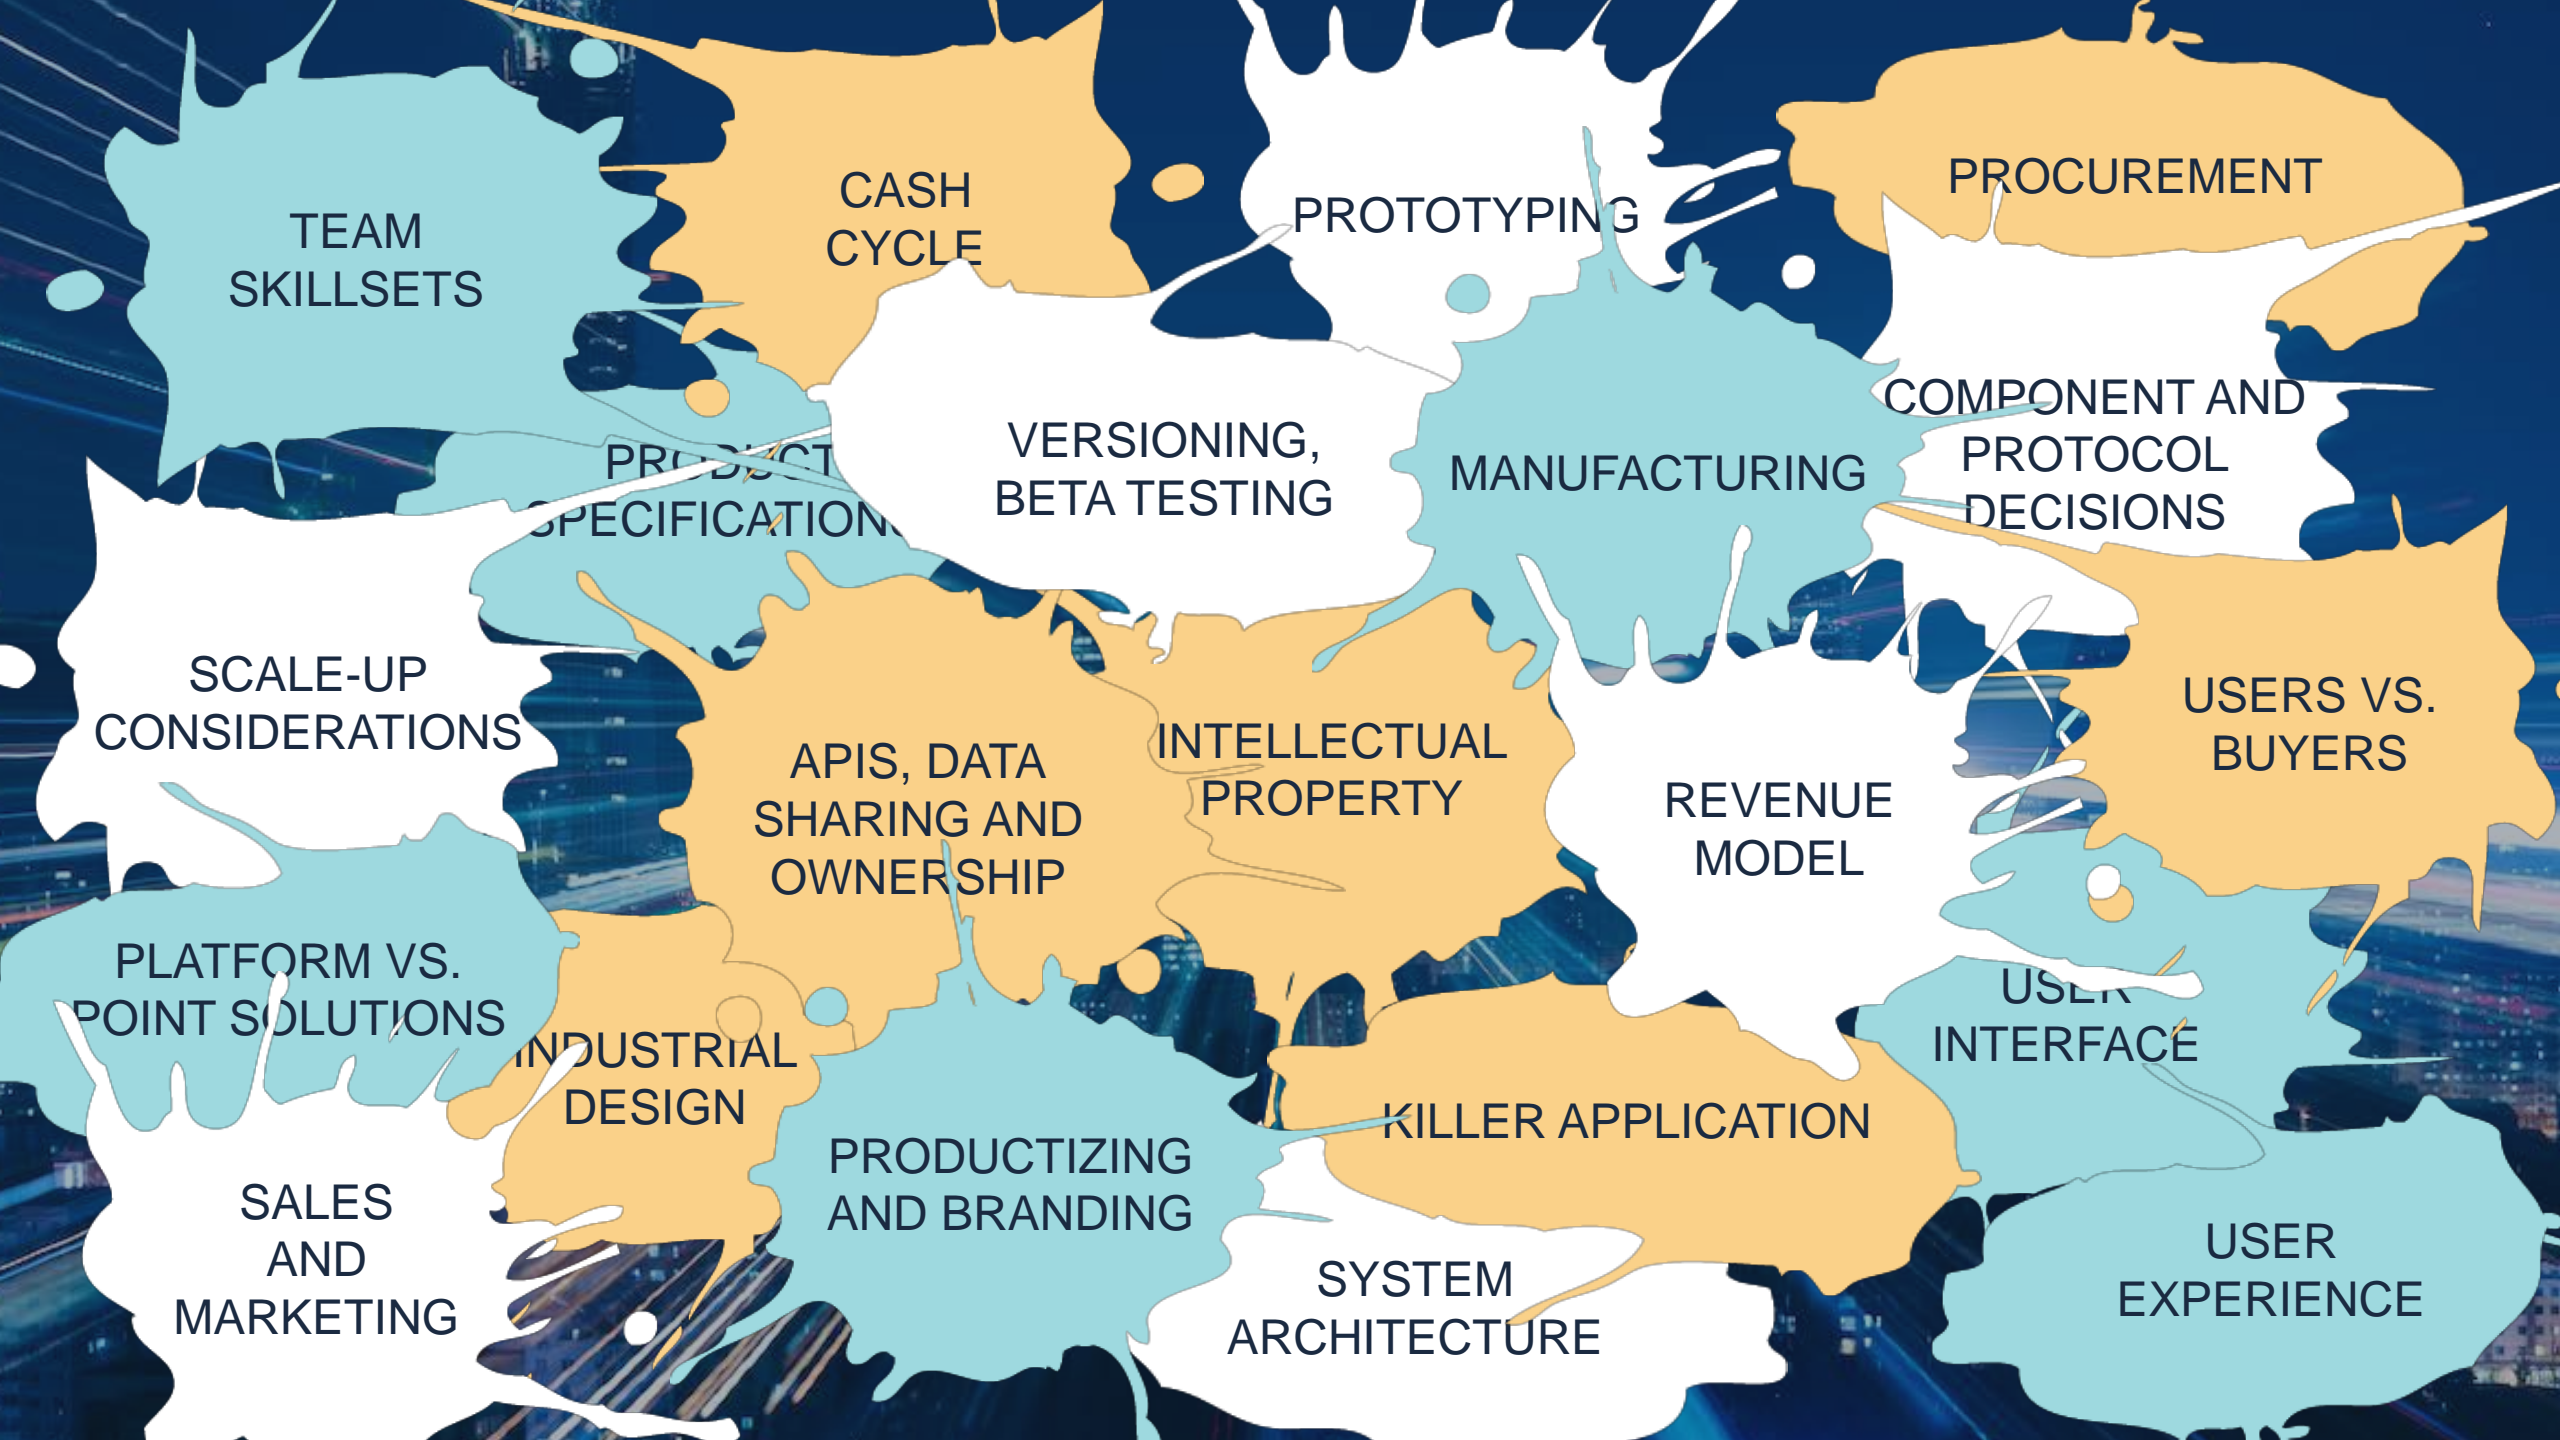 TEAM
SKILLSETS
CASH
CYCLE
PROTOTYPING
PROCUREMENT
PRODUCT
SPECIFICATIONS
VERSIONING,
BETA TESTING
MANUFACTURING
COMPONENT AND
PROTOCOL
DECISIONS
SCALE-UP
CONSIDERATIONS
APIS, DATA
SHARING AND
OWNERSHIP
INTELLECTUAL
PROPERTY
REVENUE
MODEL
USERS VS.
BUYERS
PLATFORM VS.
POINT SOLUTIONS
INDUSTRIAL
DESIGN
KILLER APPLICATION
USER
INTERFACE
SALES
AND
MARKETING
PRODUCTIZING
AND BRANDING
SYSTEM
ARCHITECTURE
USER
EXPERIENCE